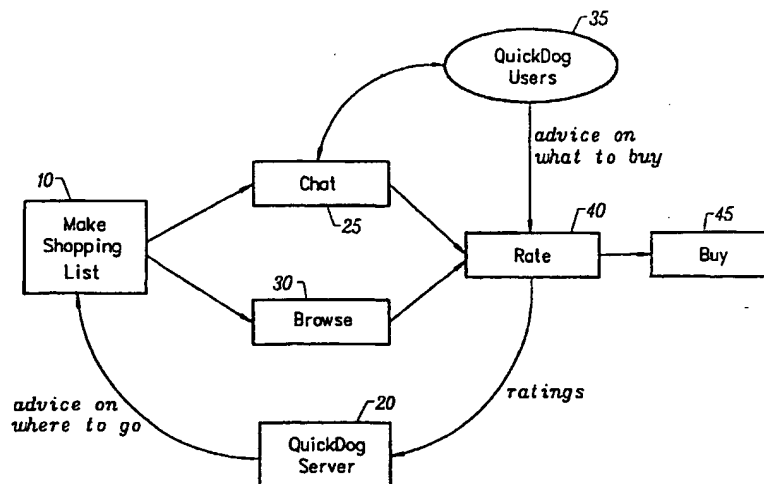 35
QuickDog
Users
advice on
what to buy
10
Make
Shopping
List
Chat
25
40
Rate
45
Buy
30
Browse
ratings
advice on
where to go
20
QuickDog
Server